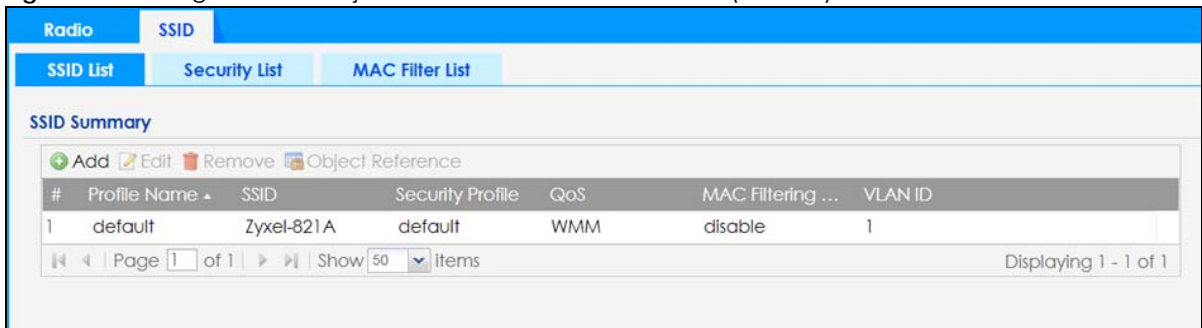 Radio SSID
SSID List Security List MAC Filter List
SSID Summary
Add Edit Remove Object Reference
# Profile Name SSID Security Profile QoS MAC Filtering ... VLAN ID
1 default Zyxel-821A default WMM disable 1
Page 1 of 1 Show 50 items Displaying 1 - 1 of 1